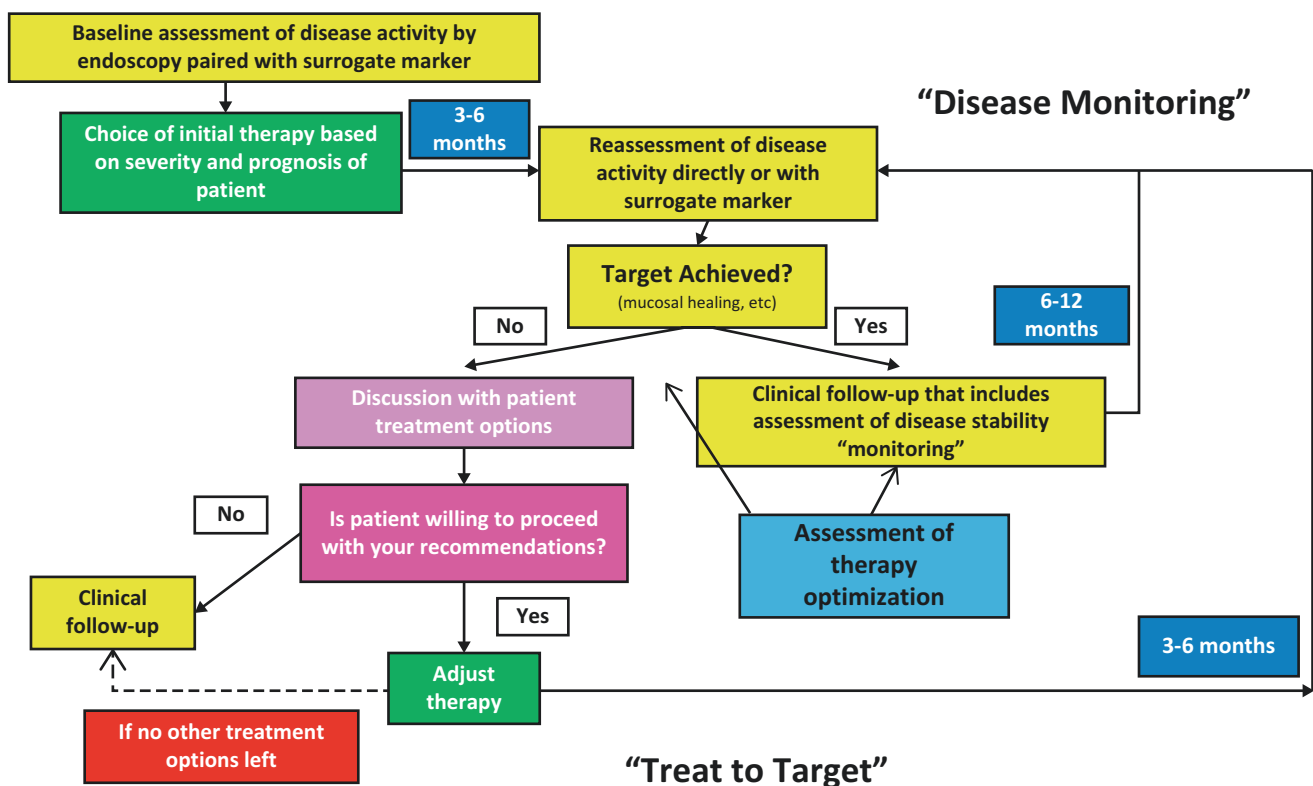 Baseline assessment of disease activity by
endoscopy paired with surrogate marker
“Disease Monitoring”
Choice of initial therapy based
on severity and prognosis of
patient
3-6
months
Reassessment of disease
activity directly or with
surrogate marker
Target Achieved?
(mucosal healing, etc)
6-12
months
No
Yes
Discussion with patient
treatment options
Clinical follow-up that includes
assessment of disease stability
“monitoring”
No
Is patient willing to proceed
with your recommendations?
Assessment of
therapy
optimization
Clinical
follow-up
Yes
3-6 months
Adjust
therapy
If no other treatment
options left
“Treat to Target”